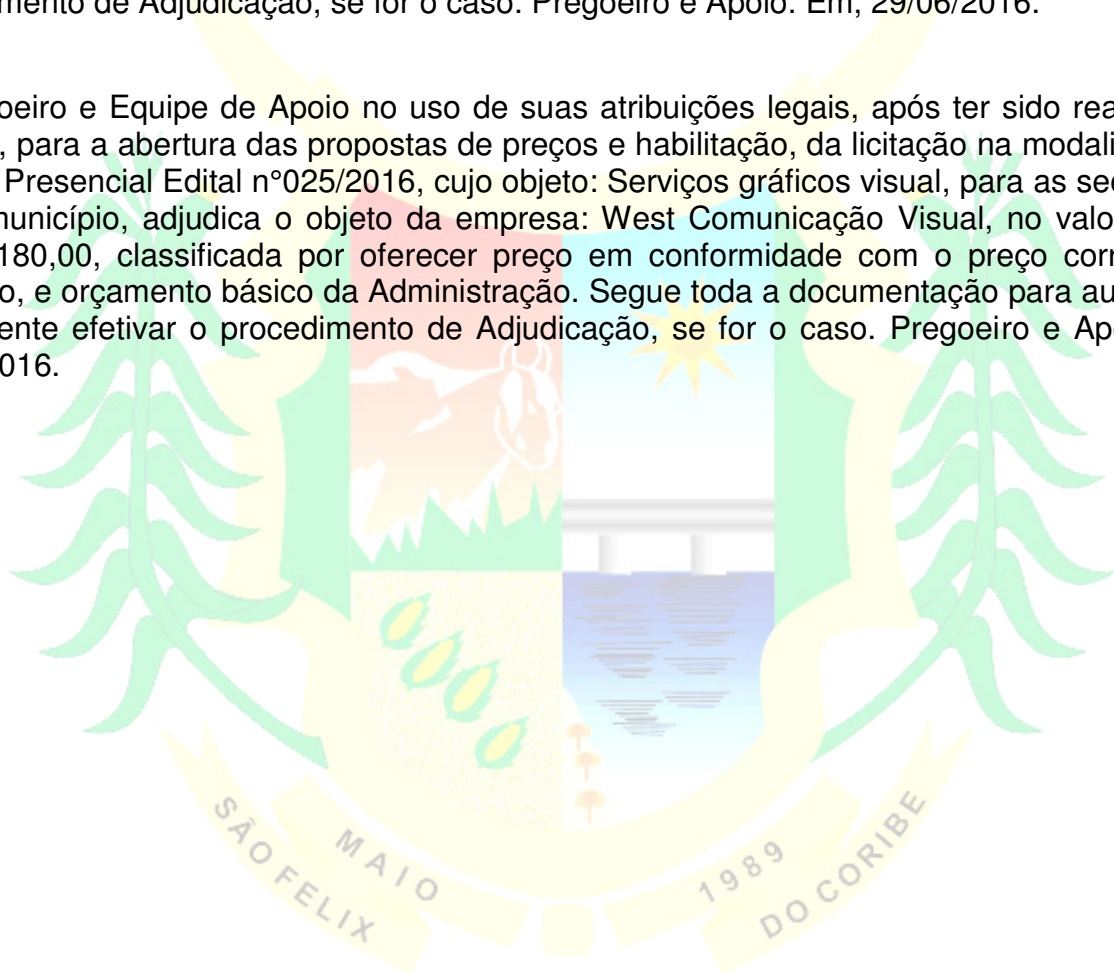 mento de Adjudicação, se for o caso. Pregoeiro e Apoio. Em, 29/06/2016.
oeiro e Equipe de Apoio no uso de suas atribuições legais, após ter sido rea
, para a abertura das propostas de preços e habilitação, da licitação na modali
Presencial Edital n°025/2016, cujo objeto: Serviços gráficos visual, para as sec
município, adjudica o objeto da empresa: West Comunicação Visual, no valo
180,00, classificada por oferecer preço em conformidade com o preço corr
o, e orçamento básico da Administração. Segue toda a documentação para au
ente efetivar o procedimento de Adjudicação, se for o caso. Pregoeiro e Apo
016.
SÃO FELIX
MAIO
1989
DO CORIBE